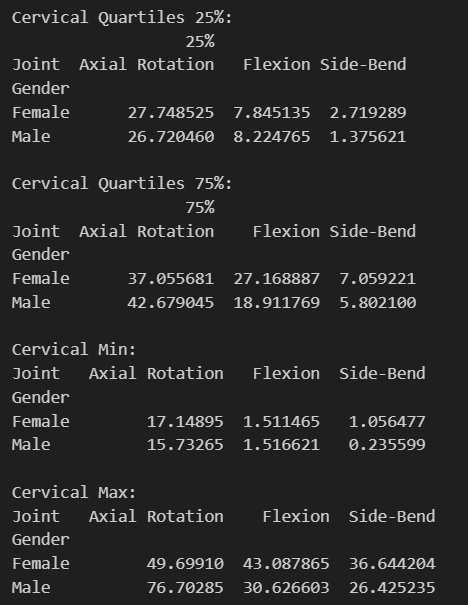 Cervical Quartiles 25%:
25%
Joint Axial Rotation Flexion Side-Bend
Gender
Female 27.748525 7.845135 2.719289
Male 26.720460 8.224765 1.375621
Cervical Quartiles 75%:
75%
Joint Axial Rotation Flexion Side-Bend
Gender
Female 37.055681 27.168887 7.059221
Male 42.679045 18.911769 5.802100
Cervical Min:
Joint Axial Rotation Flexion Side-Bend
Gender
Female 17.14895 1.511465 1.056477
Male 15.73265 1.516621 0.235599
Cervical Max:
Joint Axial Rotation Flexion Side-Bend
Gender
Female 49.69910 43.087865 36.644204
Male 76.70285 30.626603 26.425235